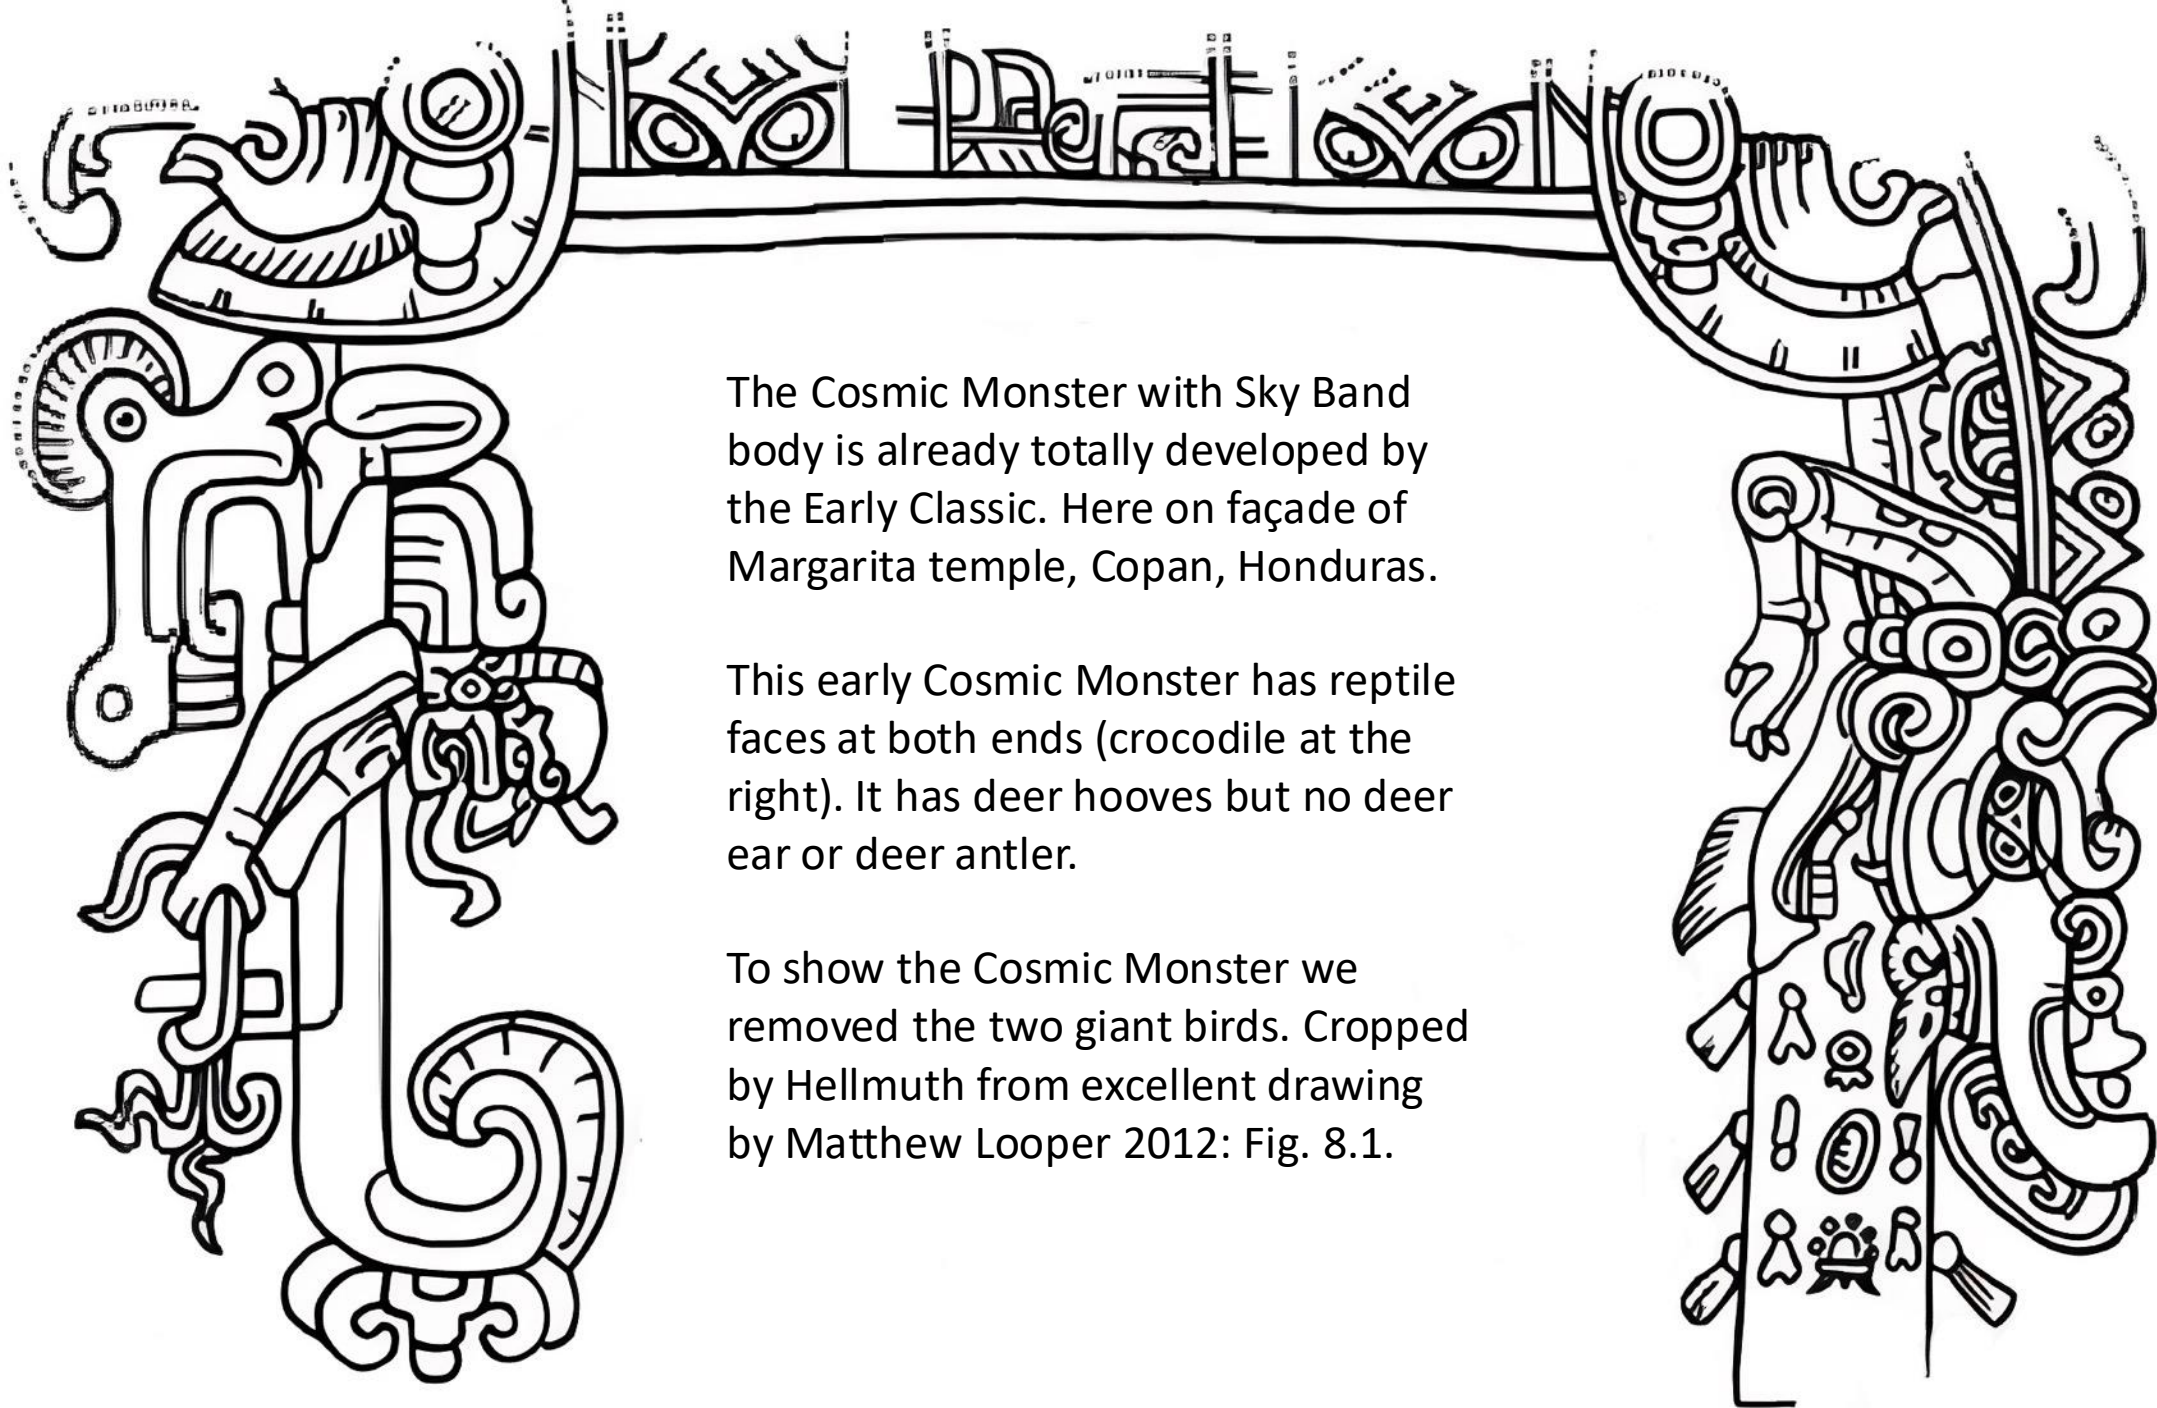 The Cosmic Monster with Sky Band
body is already totally developed by
the Early Classic. Here on façade of
Margarita temple, Copan, Honduras.
This early Cosmic Monster has reptile
faces at both ends (crocodile at the
right). It has deer hooves but no deer
ear or deer antler.
To show the Cosmic Monster we
removed the two giant birds. Cropped
by Hellmuth from excellent drawing
by Matthew Looper 2012: Fig. 8.1.